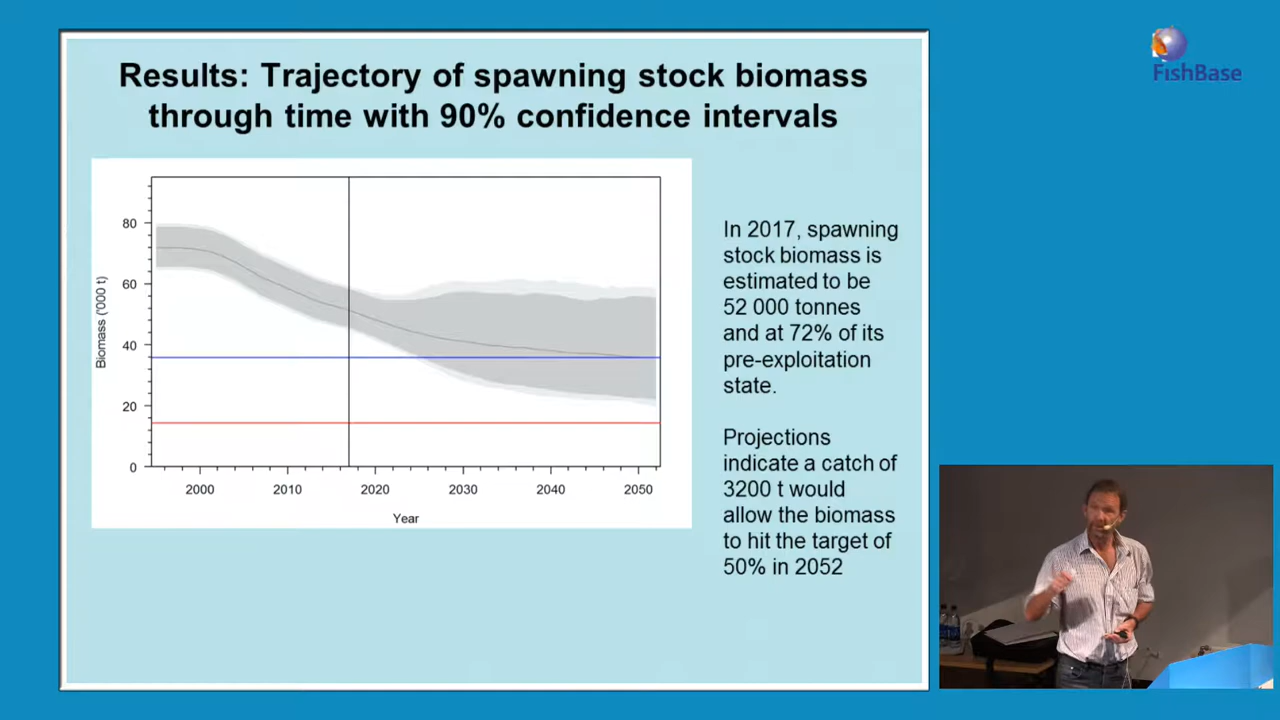 FishBase
Results: Trajectory of spawning stock biomass
through time with 90% confidence intervals
80
60
40
20
0
Biomass ('000 t)
2000 2010 2020 2030 2040 2050
Year
In 2017, spawning
stock biomass is
estimated to be
52 000 tonnes
and at 72% of its
pre-exploitation
state.
Projections
indicate a catch of
3200 t would
allow the biomass
to hit the target of
50% in 2052